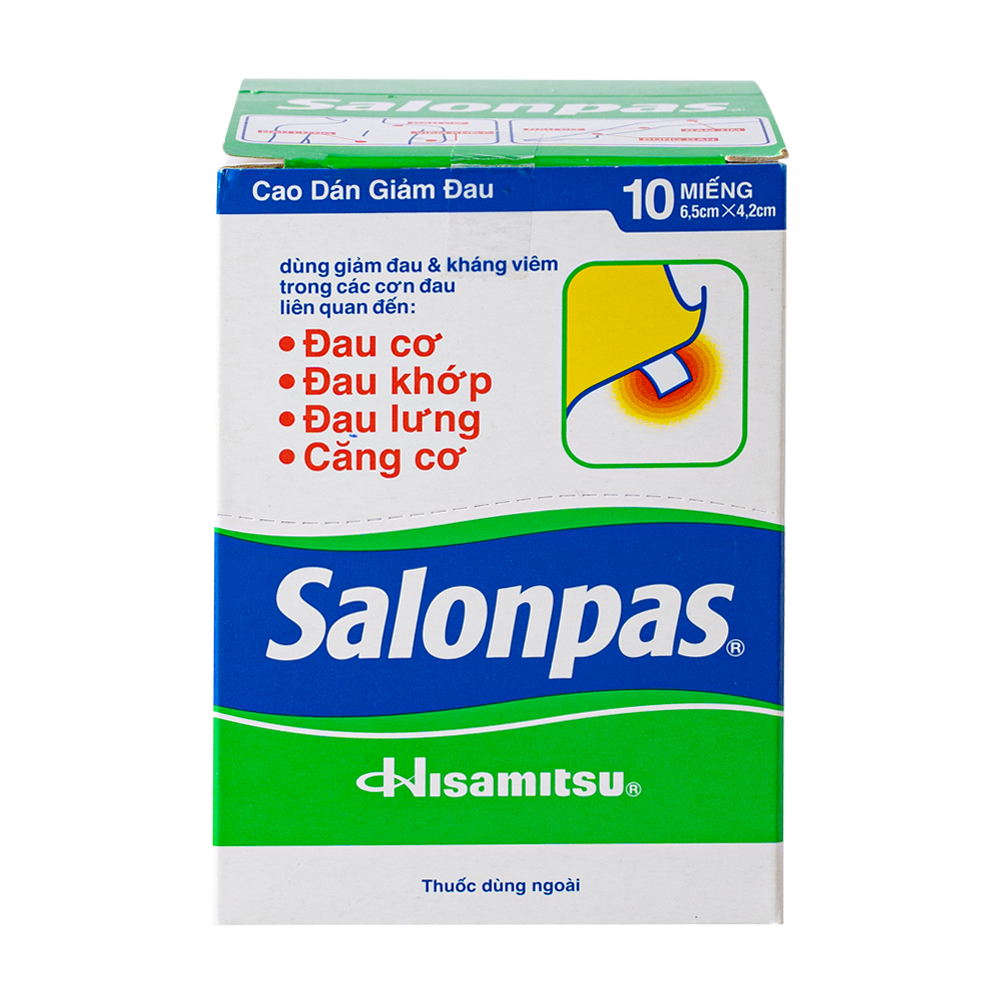 Salonpas
Cao Dán Giảm Đau
10 MIẾNG
6,5cm×4,2cm
dùng giảm đau & kháng viêm
trong các cơn đau
liên quan đến:
• Đau cơ
• Đau khớp
• Đau lưng
• Căng cơ
Salonpas®
Hisamitsu®
Thuốc dùng ngoài